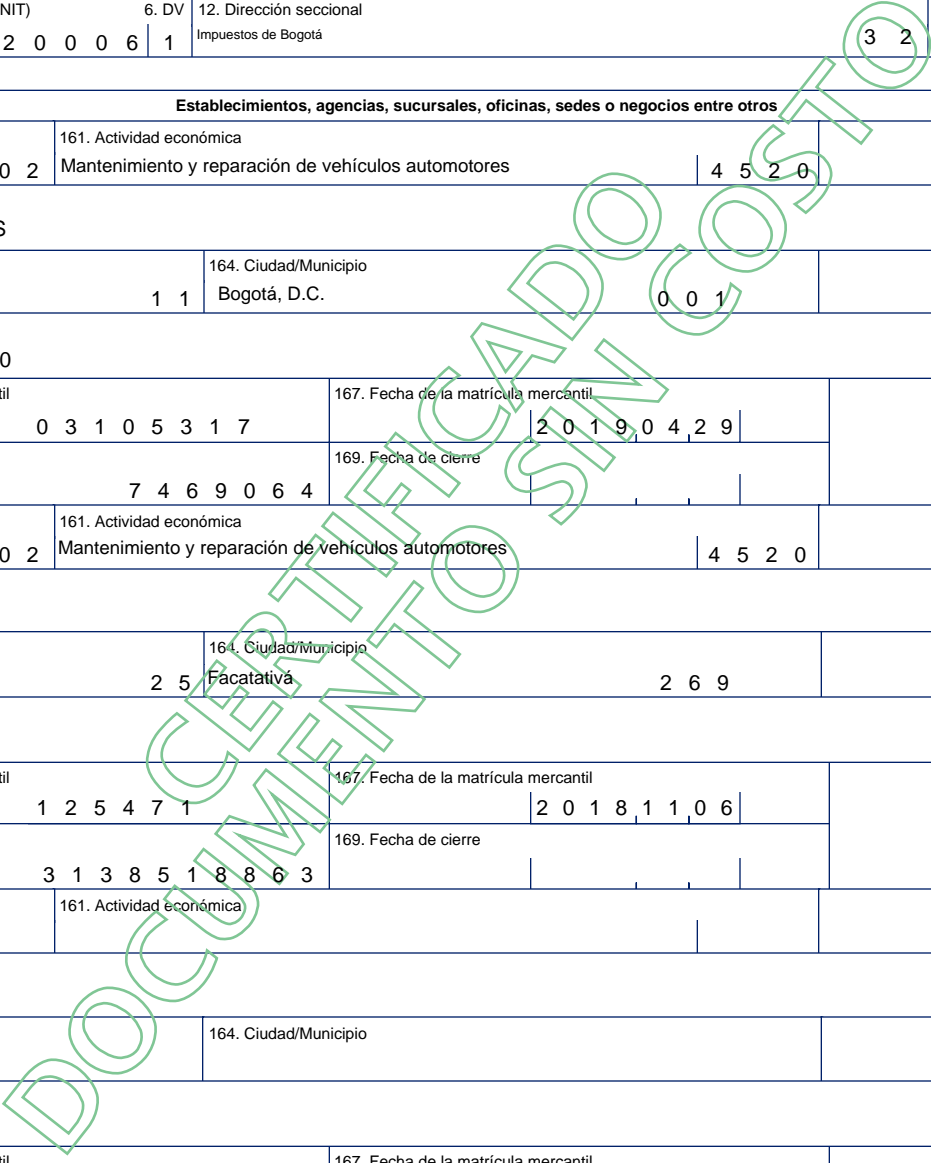 NIT) 6. DV 12. Dirección seccional
2 0 0 0 6 1 Impuestos de Bogotá 3 2
Establecimientos, agencias, sucursales, oficinas, sedes o negocios entre otros
161. Actividad económica
0 2 Mantenimiento y reparación de vehículos automotores 4 5 2 0
S
164. Ciudad/Municipio
1 1 Bogotá, D.C. 0 0 1
0
til 167. Fecha de la matrícula mercantil
0 3 1 0 5 3 1 7 2 0 1 9 0 4 2 9
169. Fecha de cierre
7 4 6 9 0 6 4
161. Actividad económica
0 2 Mantenimiento y reparación de vehículos automotores 4 5 2 0
164. Ciudad/Municipio
2 5 Facatativá 2 6 9
til 167. Fecha de la matrícula mercantil
1 2 5 4 7 1 2 0 1 8 1 1 0 6
169. Fecha de cierre
3 1 3 8 5 1 8 8 6 3
161. Actividad económica
164. Ciudad/Municipio
til 167. Fecha de la matrícula mercantil
CERTIFICADO
DOCUMENTO SIN COSTO